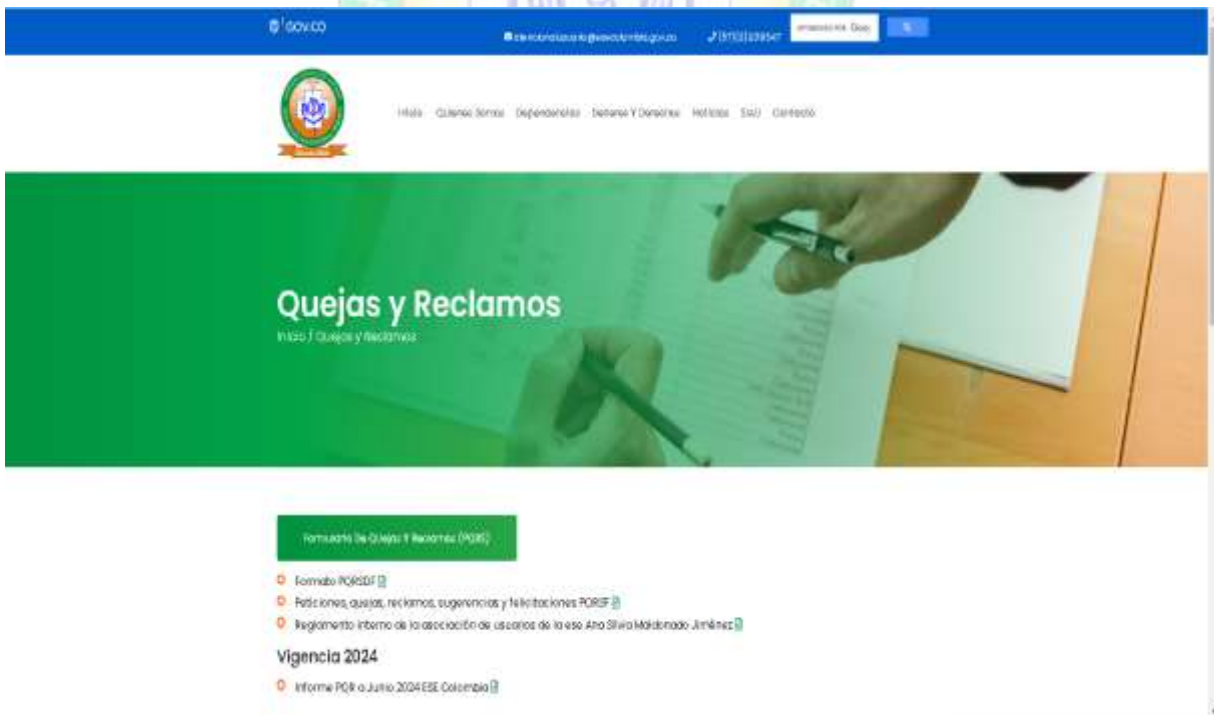 GOV.CO
Inicio Quienes Somos Dependencias Deberes Y Derechos Noticias SIAU Contacto
Quejas y Reclamos
Inicio / Quejas y Reclamos
Formulario De Quejas Y Reclamos (PQRS)
Formato PQRSDF
Peticiones, quejas, reclamos, sugerencias y felicitaciones PQRSF
Reglamento interno de la asociación de usuarios de la ese Ana Silvia Maldonado Jiménez
Vigencia 2024
Informe PQR a Junio 2024 ESE Colombia